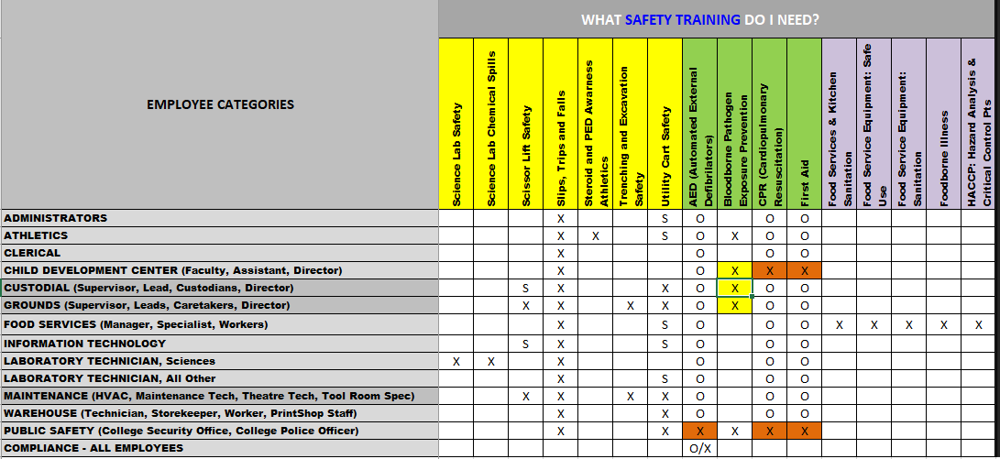 WHAT SAFETY TRAINING DO I NEED?
EMPLOYEE CATEGORIES
Science Lab Safety
Science Lab Chemical Spills
Scissor Lift Safety
Slips, Trips and Falls
Steroid and PED Awarness
Athletics
Trenching and Excavation
Safety
Utility Cart Safety
AED (Automated External
Defibrilators)
Bloodborne Pathogen
Exposure Prevention
CPR (Cardiopulmonary
Resuscitation)
First Aid
Food Services & Kitchen
Sanitation
Food Service Equipment: Safe
Use
Food Service Equipment:
Sanitation
Foodborne Illness
HACCP: Hazard Analysis &
Critical Control Pts
ADMINISTRATORS X S O O O
ATHLETICS X X S O X O O
CLERICAL X O O O
CHILD DEVELOPMENT CENTER (Faculty, Assistant, Director) X O X X X
CUSTODIAL (Supervisor, Lead, Custodians, Director) S X X O X O O
GROUNDS (Supervisor, Leads, Caretakers, Director) X X X X O X O O
FOOD SERVICES (Manager, Specialist, Workers) X S O O O X X X X X
INFORMATION TECHNOLOGY S X S O O O
LABORATORY TECHNICIAN, Sciences X X X O O O
LABORATORY TECHNICIAN, All Other X S O O O
MAINTENANCE (HVAC, Maintenance Tech, Theatre Tech, Tool Room Spec) X X X X O O O
WAREHOUSE (Technician, Storekeeper, Worker, PrintShop Staff) X X O O O
PUBLIC SAFETY (College Security Office, College Police Officer) X X X X X X
COMPLIANCE - ALL EMPLOYEES O/X